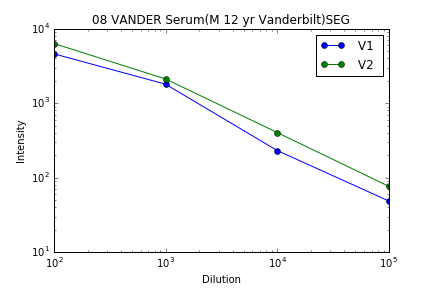 08 VANDER Serum(M 12 yr Vanderbilt)SEG
V1
V2
Intensity
10^4
10^3
10^2
10^1
10^2 10^3 10^4 10^5
Dilution